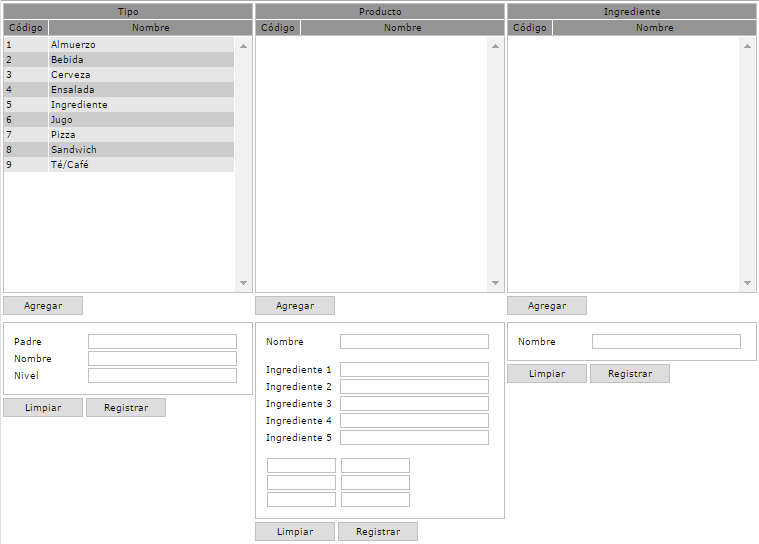 Tipo
Código Nombre
1 Almuerzo
2 Bebida
3 Cerveza
4 Ensalada
5 Ingrediente
6 Jugo
7 Pizza
8 Sandwich
9 Té/Café
Agregar
Padre
Nombre
Nivel
Limpiar Registrar
Producto
Código Nombre
Agregar
Nombre
Ingrediente 1
Ingrediente 2
Ingrediente 3
Ingrediente 4
Ingrediente 5
Limpiar Registrar
Ingrediente
Código Nombre
Agregar
Nombre
Limpiar Registrar